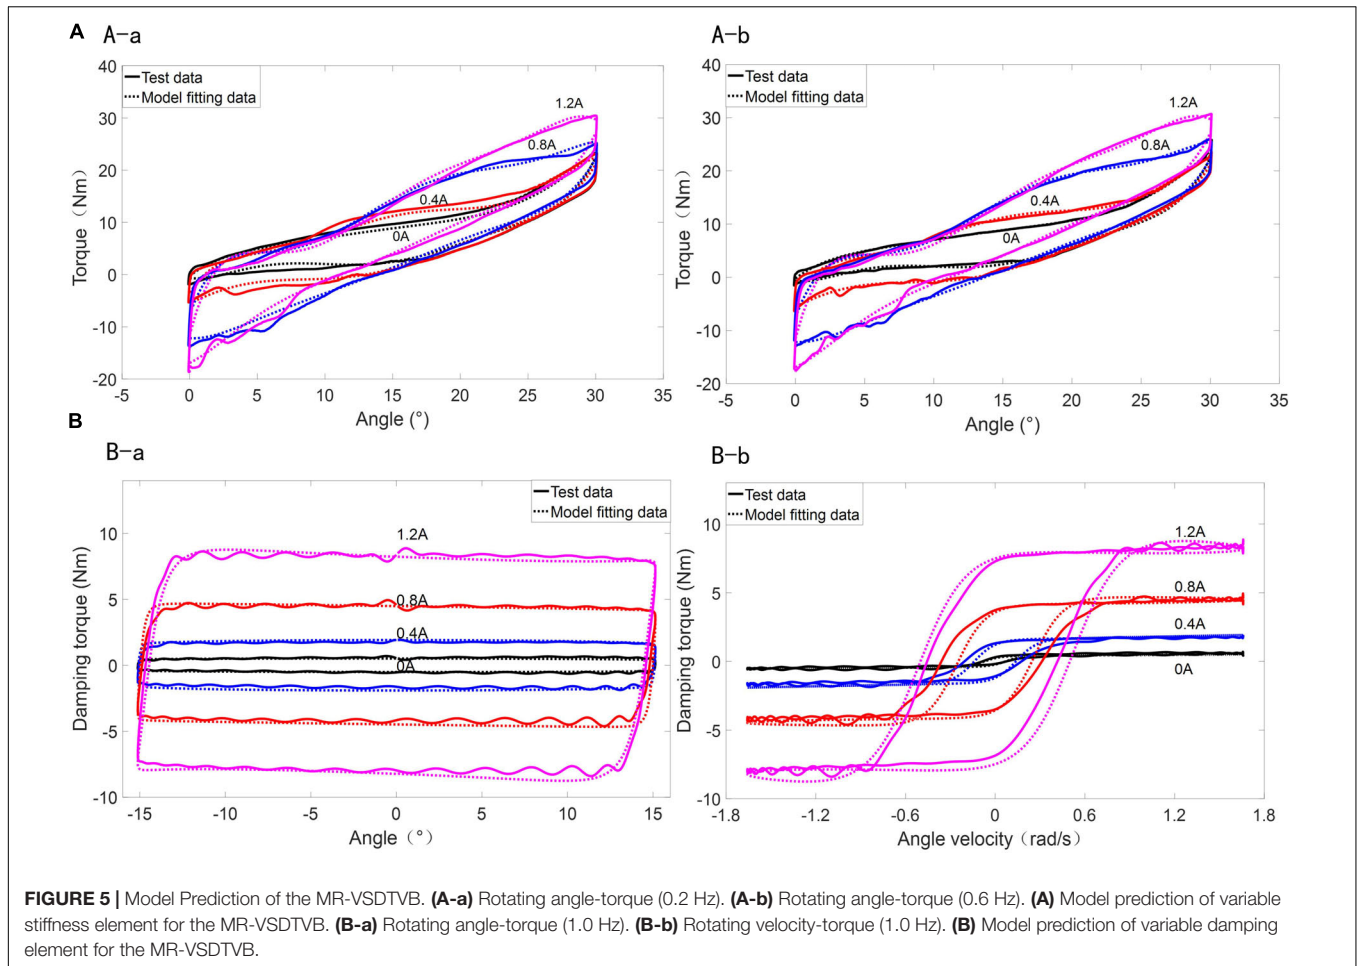 A A-a
40
30
20
10
0
-10
-20
Torque (Nm)
Test data
Model fitting data
1.2A
0.8A
0.4A
0A
-5 0 5 10 15 20 25 30 35
Angle (°)
A-b
40
30
20
10
0
-10
-20
Torque (Nm)
Test data
Model fitting data
1.2A
0.8A
0.4A
0A
-5 0 5 10 15 20 25 30 35
Angle (°)
B
B-a
10
5
0
-5
-10
Damping torque (Nm)
Test data
Model fitting data
1.2A
0.8A
0.4A
0A
-15 -10 -5 0 5 10 15
Angle (°)
B-b
10
5
0
-5
-10
Damping torque (Nm)
Test data
Model fitting data
1.2A
0.8A
0.4A
0A
-1.8 -1.2 -0.6 0 0.6 1.2 1.8
Angle velocity (rad/s)
FIGURE 5 | Model Prediction of the MR-VSDTVB. (A-a) Rotating angle-torque (0.2 Hz). (A-b) Rotating angle-torque (0.6 Hz). (A) Model prediction of variable
stiffness element for the MR-VSDTVB. (B-a) Rotating angle-torque (1.0 Hz). (B-b) Rotating velocity-torque (1.0 Hz). (B) Model prediction of variable damping
element for the MR-VSDTVB.